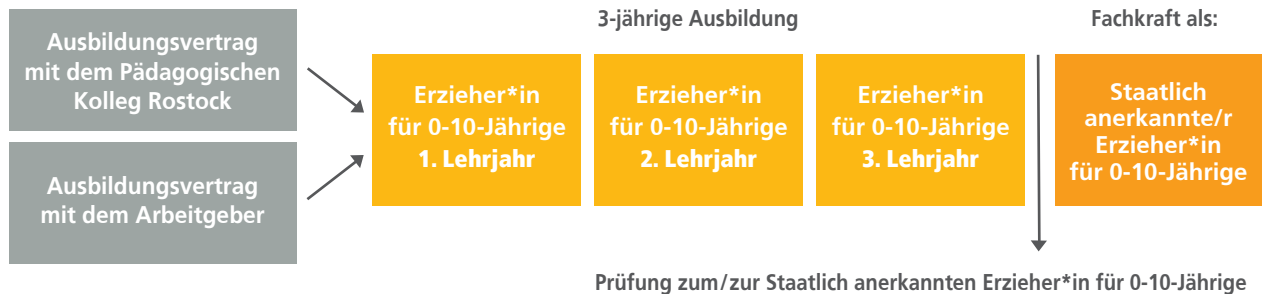 3-jährige Ausbildung
Fachkraft als:
Ausbildungsvertrag
mit dem Pädagogischen
Kolleg Rostock
Ausbildungsvertrag
mit dem Arbeitgeber
Erzieher*in
für 0-10-Jährige
1. Lehrjahr
Erzieher*in
für 0-10-Jährige
2. Lehrjahr
Erzieher*in
für 0-10-Jährige
3. Lehrjahr
Staatlich
anerkannte/r
Erzieher*in
für 0-10-Jährige
Prüfung zum/zur Staatlich anerkannten Erzieher*in für 0-10-Jährige